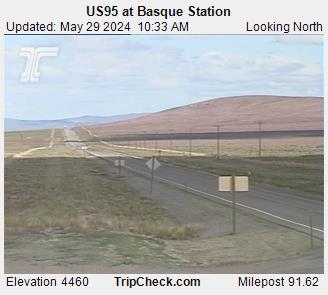 US95 at Basque Station
Updated: May 29 2024 10:33 AM Looking North
Elevation 4460 TripCheck.com Milepost 91.62